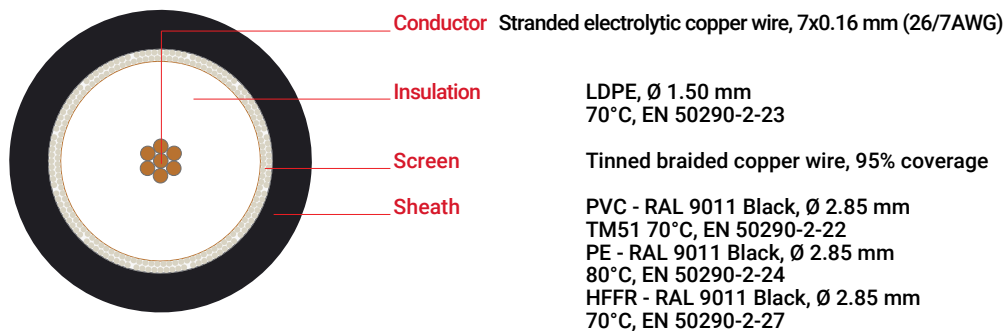 Conductor Stranded electrolytic copper wire, 7x0.16 mm (26/7AWG)
Insulation LDPE, Ø 1.50 mm
70°C, EN 50290-2-23
Screen Tinned braided copper wire, 95% coverage
Sheath PVC - RAL 9011 Black, Ø 2.85 mm
TM51 70°C, EN 50290-2-22
PE - RAL 9011 Black, Ø 2.85 mm
80°C, EN 50290-2-24
HFFR - RAL 9011 Black, Ø 2.85 mm
70°C, EN 50290-2-27